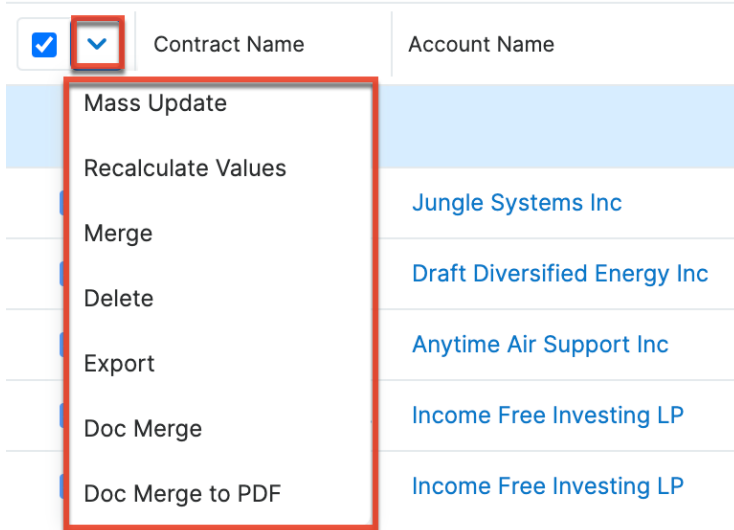 Contract Name
Account Name
Mass Update
Recalculate Values
Jungle Systems Inc
Merge
Draft Diversified Energy Inc
Delete
Anytime Air Support Inc
Export
Income Free Investing LP
Doc Merge
Income Free Investing LP
Doc Merge to PDF